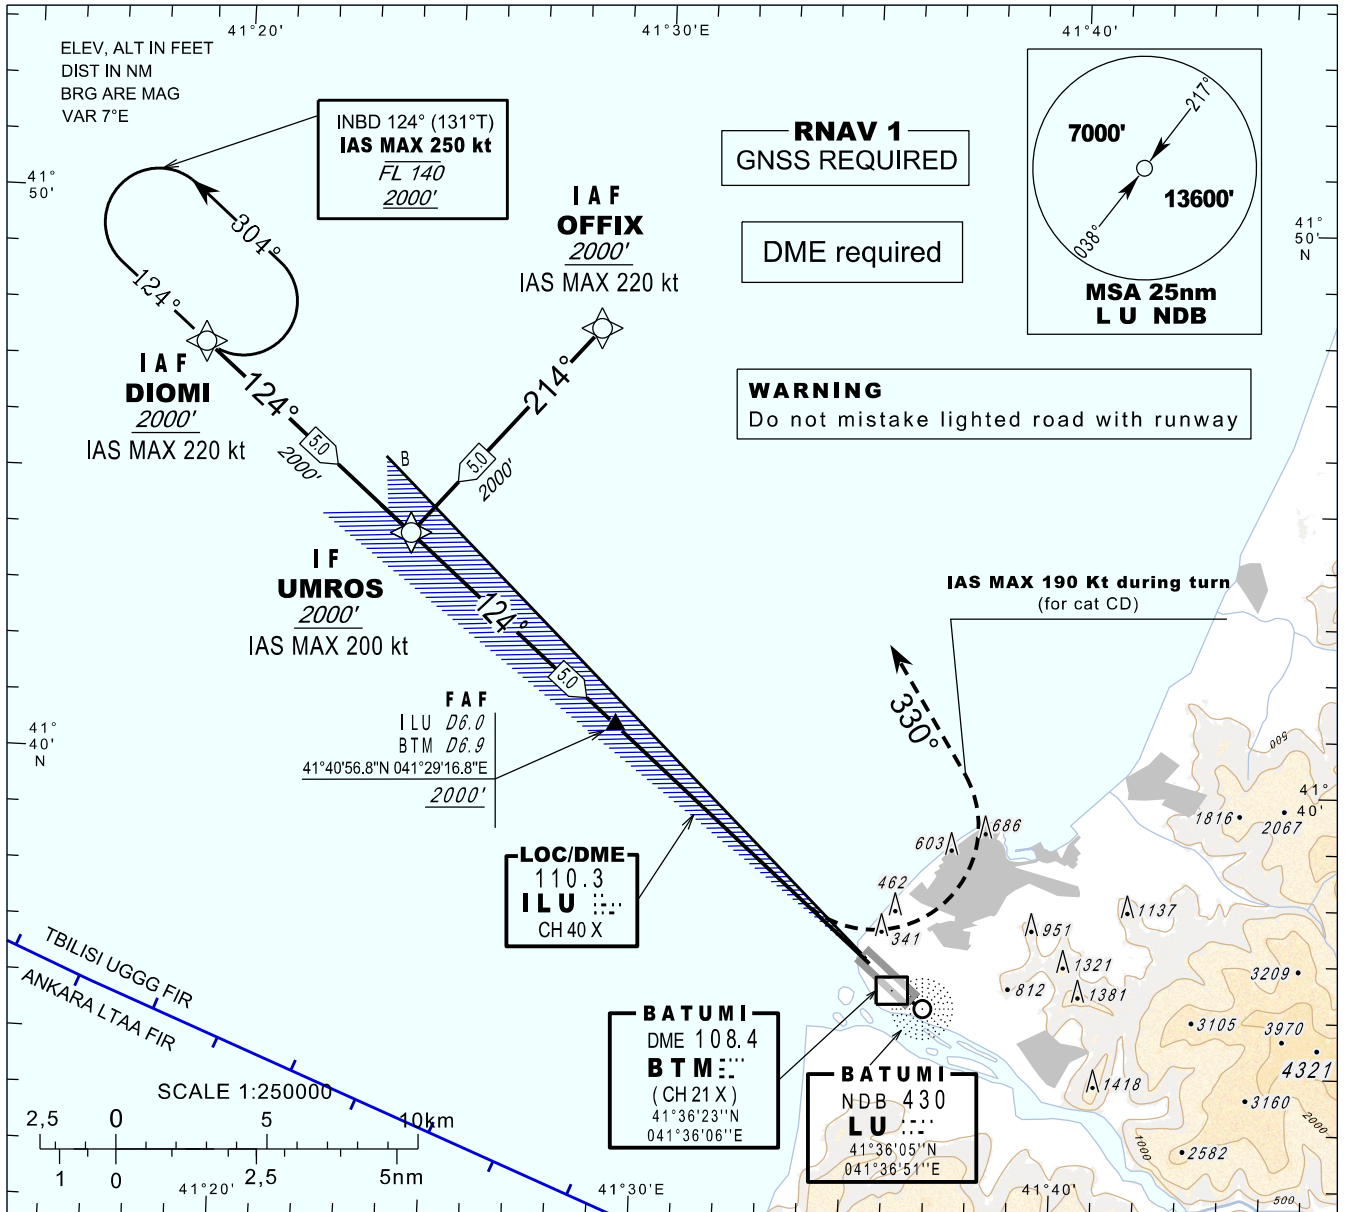 41°20'
41°30'E
41°40'
ELEV, ALT IN FEET
DIST IN NM
BRG ARE MAG
VAR 7°E
INBD 124° (131°T)
IAS MAX 250 kt
FL 140
2000'
RNAV 1
GNSS REQUIRED
DME required
7000'
13600'
217°
038°
MSA 25nm
L U NDB
41°
50'
41°
50'
N
304°
124°
IAF
OFFIX
2000'
IAS MAX 220 kt
IAF
DIOMI
2000'
IAS MAX 220 kt
124°
5.0
2000'
214°
5.0
2000'
WARNING
Do not mistake lighted road with runway
B
IF
UMROS
2000'
IAS MAX 200 kt
124°
5.0
IAS MAX 190 Kt during turn
(for cat CD)
330°
FAF
ILU D6.0
BTM D6.9
41°40'56.8"N 041°29'16.8"E
2000'
41°
40'
N
41°
40'
600
1816
2067
686
603
462
341
LOC/DME
110.3
ILU
CH 40 X
1137
951
1321
1381
812
3209
3105
3970
4321
1418
3160
2582
2000
1000
500
TBILISI UGGG FIR
ANKARA LTAA FIR
BATUMI
DME 108.4
BTM
(CH 21 X)
41°36'23''N
041°36'06''E
BATUMI
NDB 430
LU
41°36'05''N
041°36'51''E
SCALE 1:250000
2,5 0 5 10km
1 0 2,5 5nm
41°20'
41°30'E
41°40'